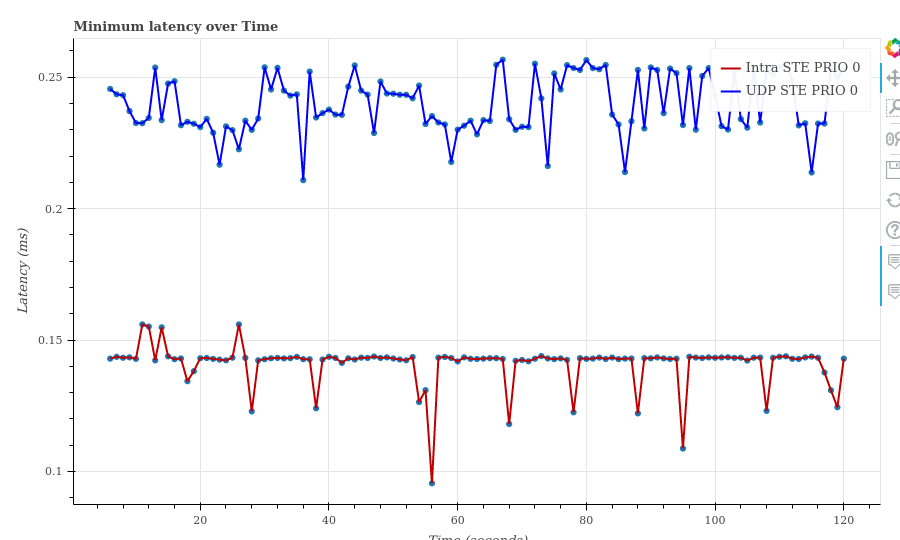 Minimum latency over Time
Intra STE PRIO 0
UDP STE PRIO 0
0.25
0.2
0.15
0.1
Latency (ms)
20
40
60
80
100
120
Time (seconds)